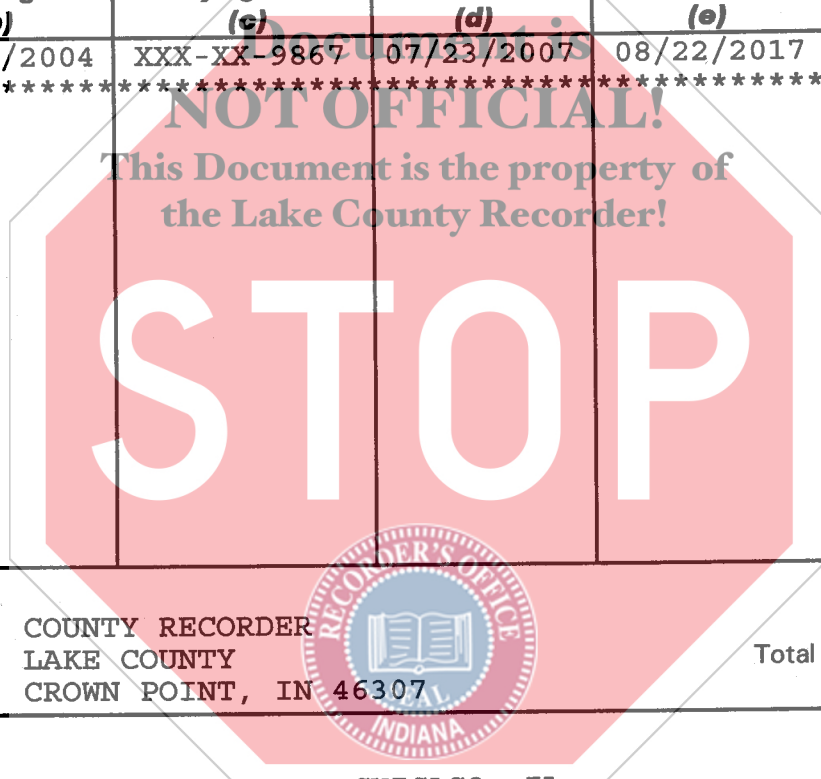 (c) (d) (e)
/2004 XXX-XX-9867 07/23/2007 08/22/2017
*******************************************************
Document is
NOT OFFICIAL!
This Document is the property of
the Lake County Recorder!
STOP
RECORDER'S OFFICE
SEAL
INDIANA
COUNTY RECORDER
LAKE COUNTY
CROWN POINT, IN 46307
Total